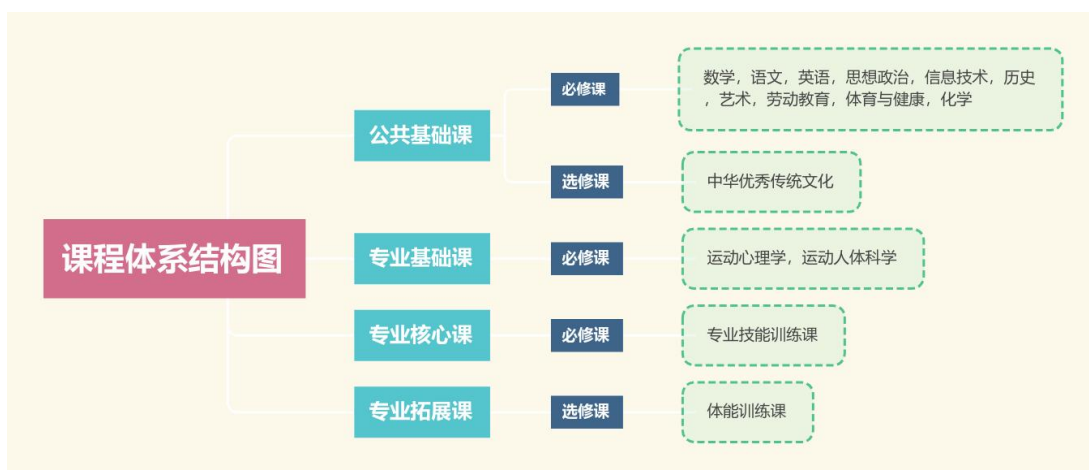 课程体系结构图
公共基础课
必修课
数学，语文，英语，思想政治，信息技术，历史
，艺术，劳动教育，体育与健康，化学
选修课
中华优秀传统文化
专业基础课
必修课
运动心理学，运动人体科学
专业核心课
必修课
专业技能训练课
专业拓展课
选修课
体能训练课